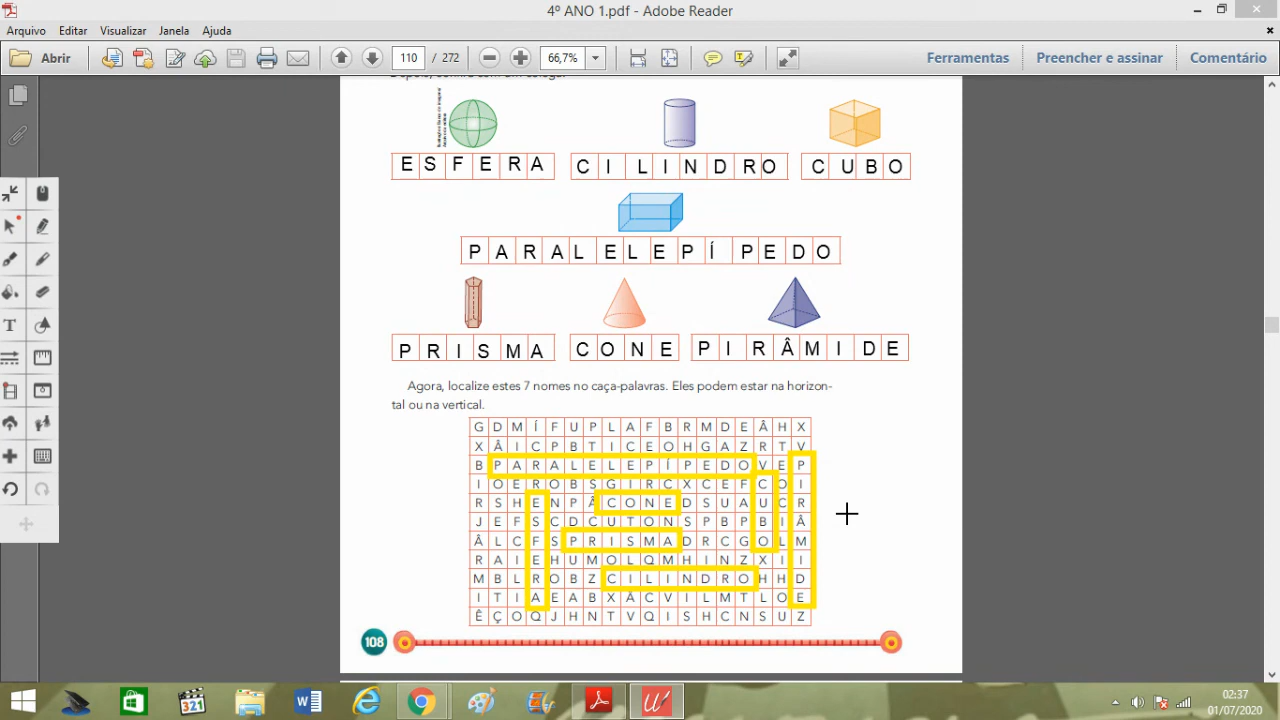 4º ANO 1.pdf - Adobe Reader
Arquivo Editar Visualizar Janela Ajuda
Abrir 110 / 272 66,7% Ferramentas Preencher e assinar Comentário
E S F E R A C I L I N D R O C U B O
P A R A L E L E P Í P E D O
P R I S M A C O N E P I R Â M I D E
Agora, localize estes 7 nomes no caça-palavras. Eles podem estar na horizon-
tal ou na vertical.
G D M Í F U P L A F B R M D E Â H X
X Â I C P B T I C E O H G A Z R T V
B P A R A L E L E P Í P E D O V E P
I O E R O B S G I R C X C E F C O I
R S H E N P Â C O N E D S U A U C R
J E F S C D C U T O N S P B P B I Â
Â L C F S P R I S M A D R C G O L M
R A I E H U M O L Q M H I N Z X I I
M B L R O B Z C I L I N D R O H H D
I T I A E A B X Â C V I L M T L O E
Ê Ç O Q J H N T V Q I S H C N S U Z
108
321
02:37
01/07/2020